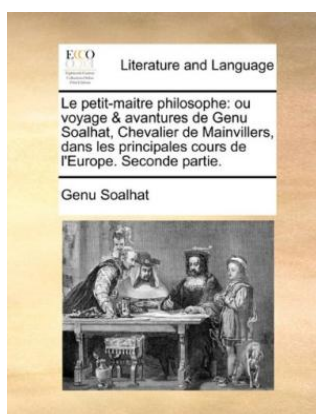 ECCO
Literature and Language
Le petit-maitre philosophe: ou
voyage & avantures de Genu
Soalhat, Chevalier de Mainvillers,
dans les principales cours de
l'Europe. Seconde partie.
Genu Soalhat